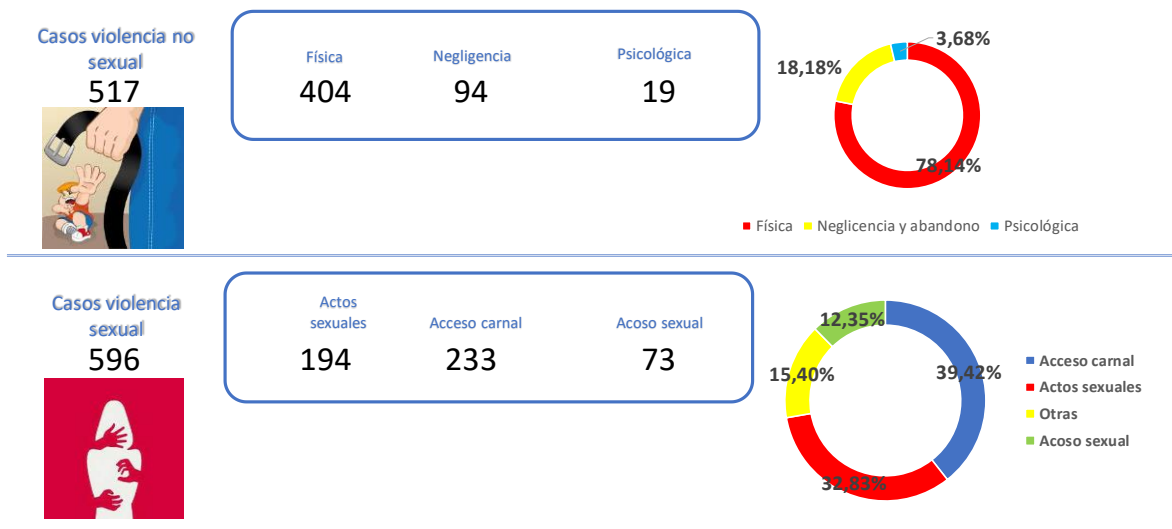 Casos violencia no
sexual
517
Física
Negligencia
Psicológica
404
94
19
3,68%
18,18%
78,14%
Física
Neglicencia y abandono
Psicológica
Casos violencia
sexual
596
Actos
sexuales
Acceso carnal
Acoso sexual
194
233
73
12,35%
15,40%
39,42%
32,83%
Acceso carnal
Actos sexuales
Otras
Acoso sexual